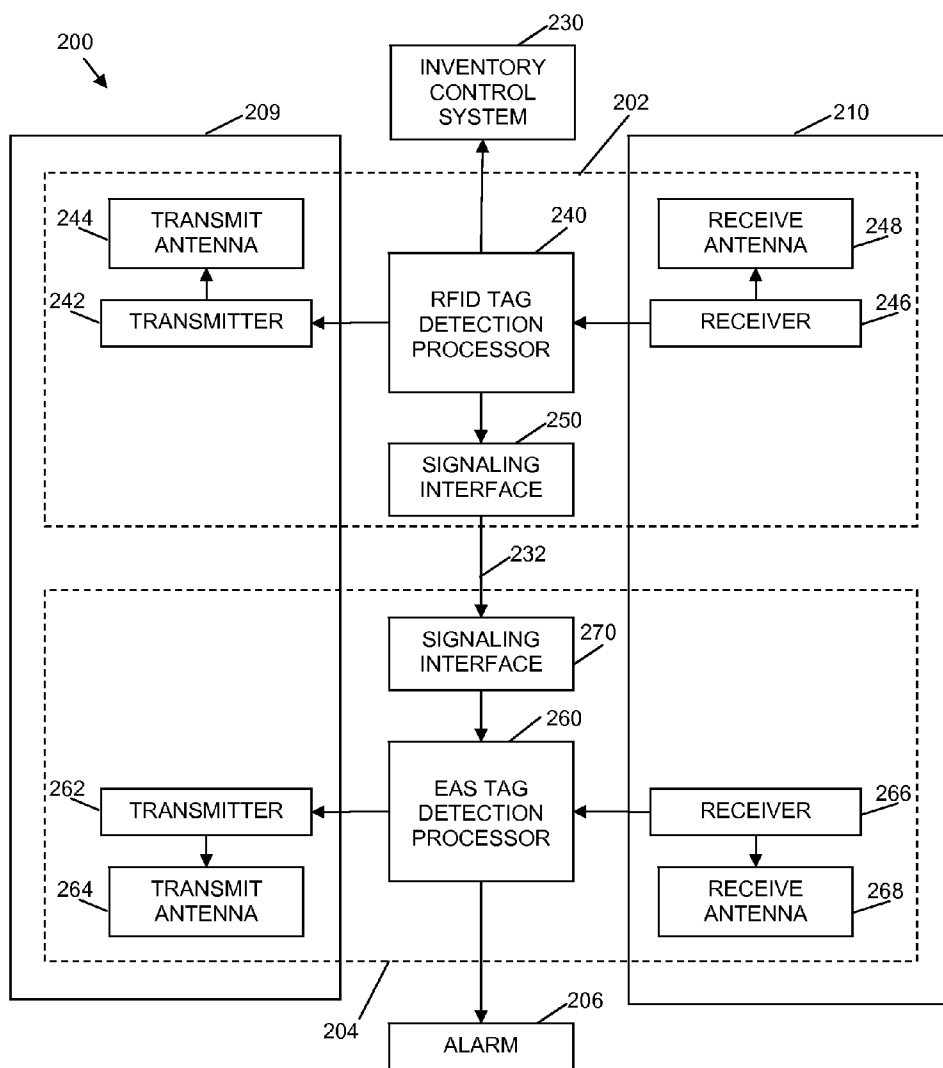 230
200
INVENTORY
CONTROL
SYSTEM
209
202
210
244
TRANSMIT
ANTENNA
240
RECEIVE
ANTENNA
248
242
TRANSMITTER
RFID TAG
DETECTION
PROCESSOR
RECEIVER
246
250
SIGNALING
INTERFACE
232
SIGNALING
INTERFACE
270
260
262
TRANSMITTER
EAS TAG
DETECTION
PROCESSOR
RECEIVER
266
264
TRANSMIT
ANTENNA
RECEIVE
ANTENNA
268
204
206
ALARM